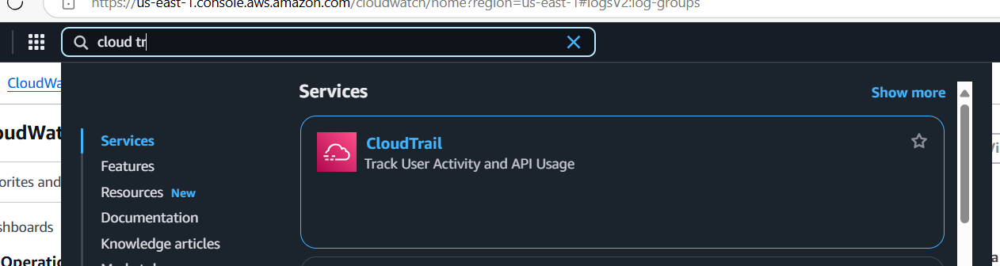 https://us-east-1.console.aws.amazon.com/cloudwatch/home?region=us-east-1#logsV2:log-groups
cloud tr
CloudWa
Services
Show more
oudWat
Services
CloudTrail
Track User Activity and API Usage
Features
orites and
Resources New
Documentation
shboards
Knowledge articles
Operatio